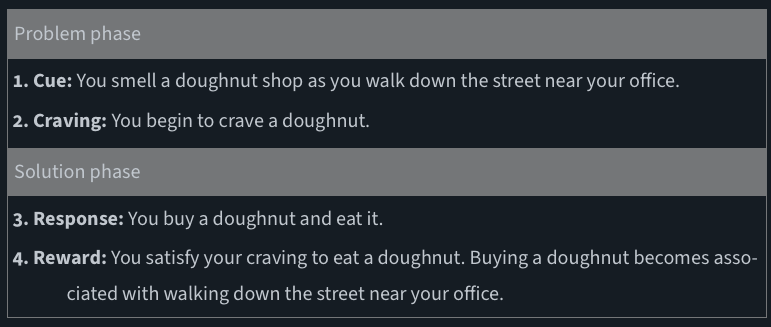 Problem phase
1. Cue: You smell a doughnut shop as you walk down the street near your office.
2. Craving: You begin to crave a doughnut.
Solution phase
3. Response: You buy a doughnut and eat it.
4. Reward: You satisfy your craving to eat a doughnut. Buying a doughnut becomes asso-
ciated with walking down the street near your office.